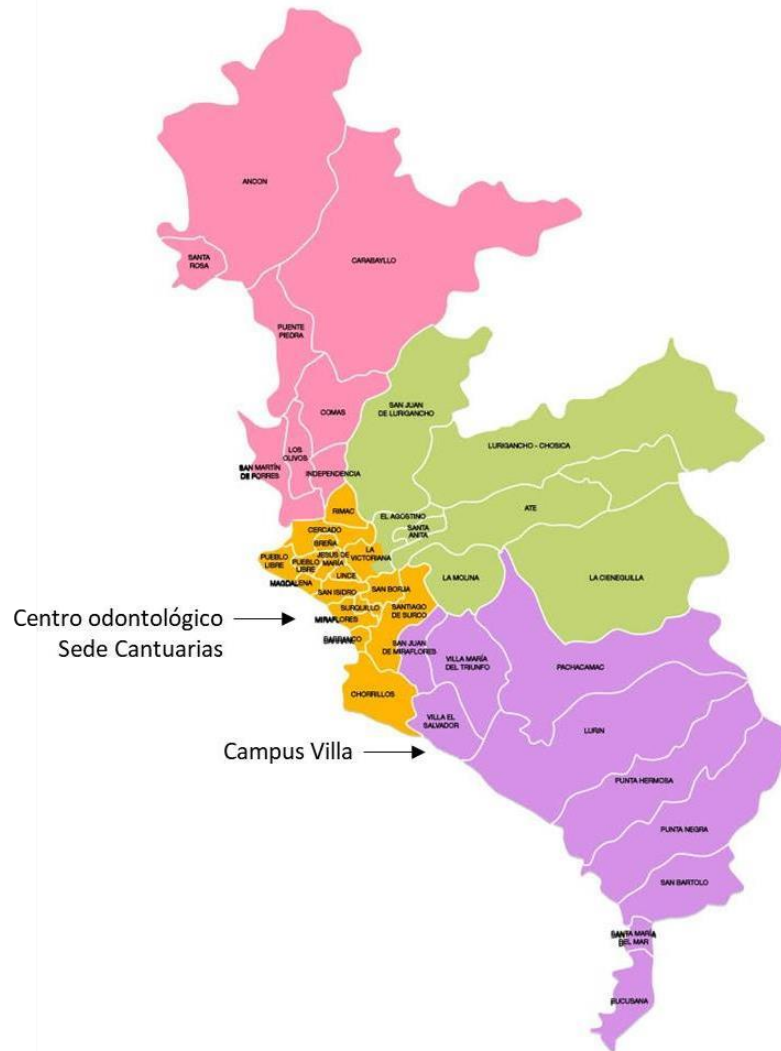 ANCON
SANTA
ROSA
CARABAYLLO
PUENTE
PIEDRA
COMAS
SAN JUAN
DE LURIGANCHO
LURIGANCHO - CHOSICA
LOS
OLIVOS
SAN MARTÍN
DE PORRES
INDEPENDENCIA
RIMAC
EL AGOSTINO
ATE
CERCADO
SANTA
ANITA
BREÑA
LA
VICTORIANA
PUEBLO
LIBRE
PUEBLO
LIBRE
JESUS DE
MARÍA
LINCE
MAGDALENA
LA MOLINA
LA CIENEGUILLA
SAN ISIDRO
SAN BORJA
SURQUILLO
SANTIAGO
DE SURCO
MIRAFLORES
Centro odontológico
Sede Cantuarias
SAN JUAN
DE MIRAFLORES
VILLA MARÍA
DEL TRIUNFO
PACHACAMAC
CHORRILLOS
VILLA EL
SALVADOR
LURIN
Campus Villa
PUNTA HERMOSA
PUNTA NEGRA
SAN BARTOLO
SANTA MARÍA
DEL MAR
PUCUSANA